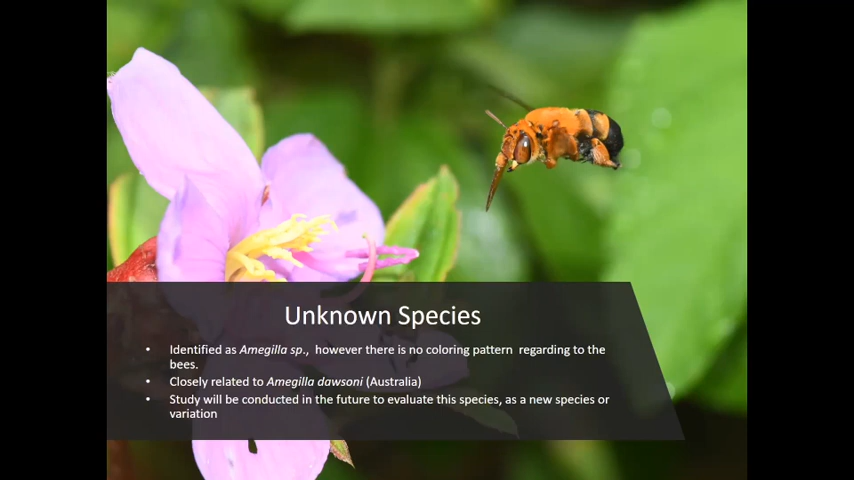 Unknown Species
• Identified as Amegilla sp., however there is no coloring pattern regarding to the
bees.
• Closely related to Amegilla dawsoni (Australia)
• Study will be conducted in the future to evaluate this species, as a new species or
variation